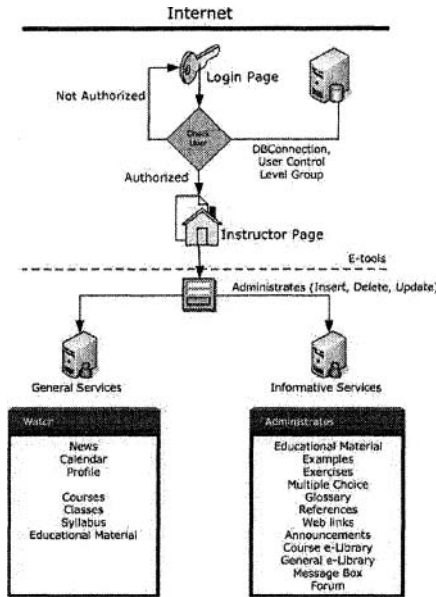 Internet
Login Page
Not Authorized
Check
User
DBConnection,
User Control
Level Group
Authorized
Instructor Page
E-tools
Administrates (Insert, Delete, Update)
General Services
Informative Services
Watch
News
Calendar
Profile
Courses
Classes
Syllabus
Educational Material
Administrates
Educational Material
Examples
Exercises
Multiple Choice
Glossary
References
Web links
Announcements
Course e-Library
General e-Library
Message Box
Forum